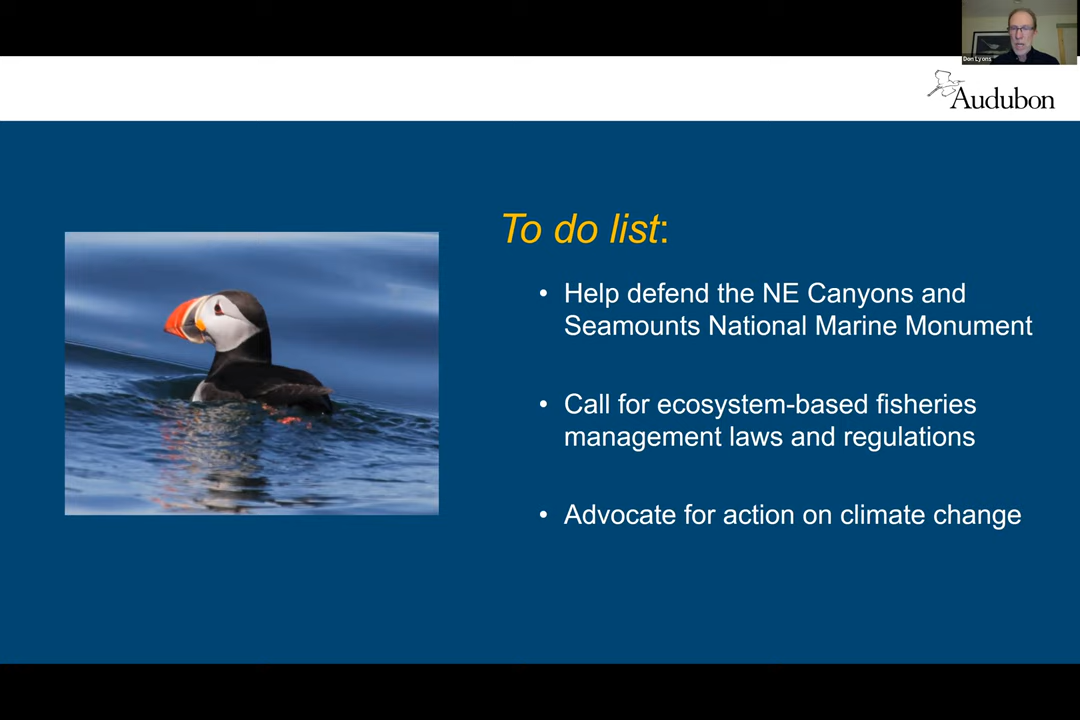 Don Lyons
Audubon
To do list:
• Help defend the NE Canyons and
Seamounts National Marine Monument
• Call for ecosystem-based fisheries
management laws and regulations
• Advocate for action on climate change